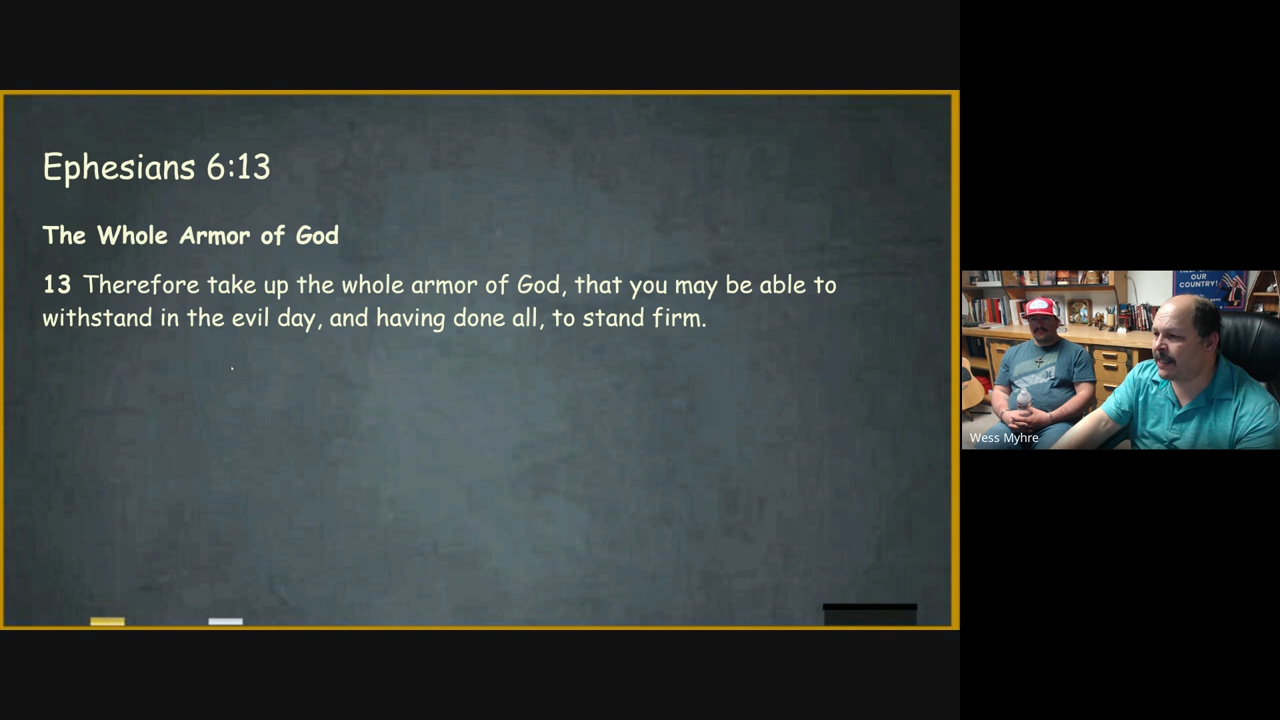 Ephesians 6:13
The Whole Armor of God
13 Therefore take up the whole armor of God, that you may be able to
withstand in the evil day, and having done all, to stand firm.
OUR
COUNTRY!
Wess Myhre